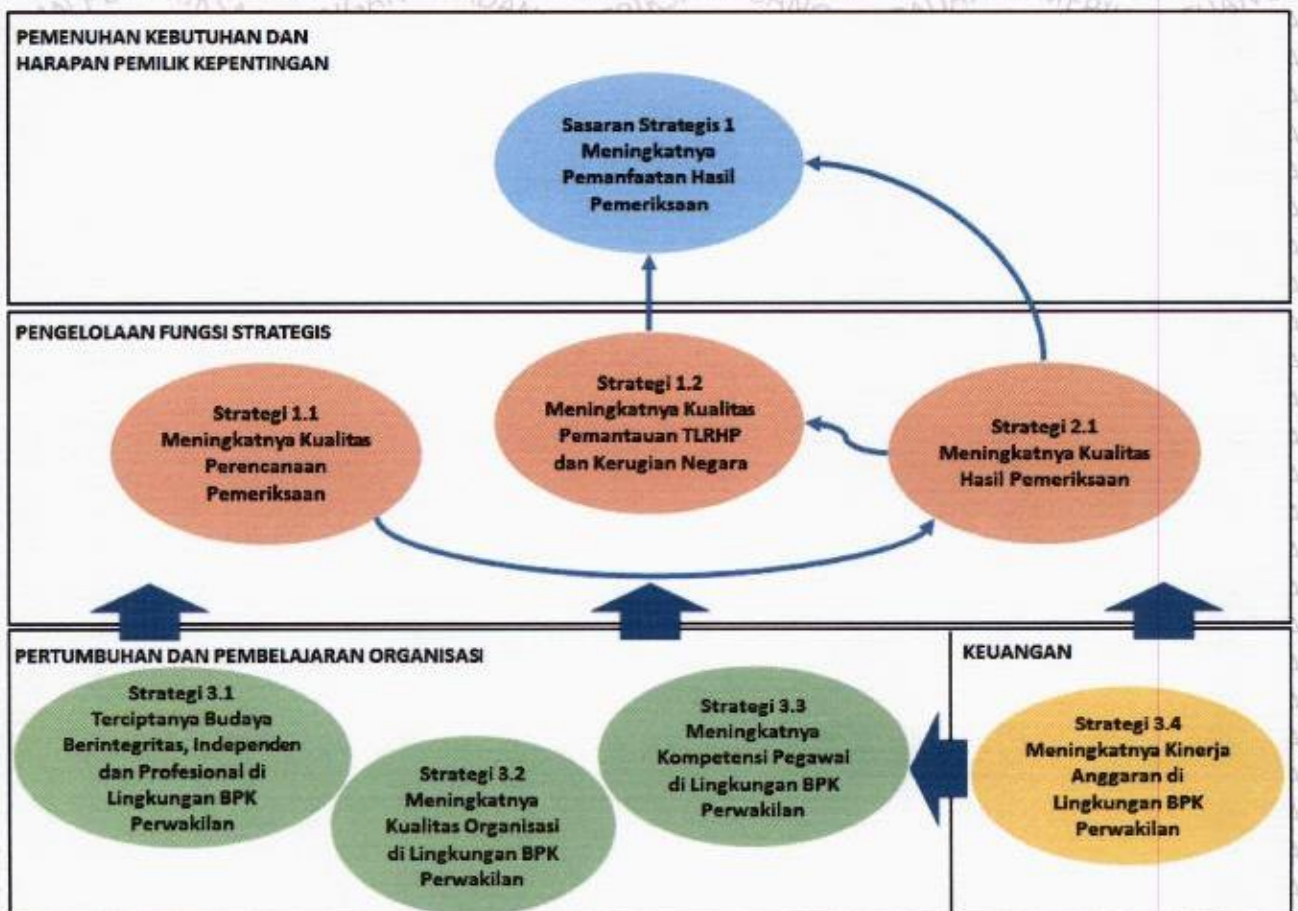 PEMENUHAN KEBUTUHAN DAN
HARAPAN PEMILIK KEPENTINGAN
Sasaran Strategis 1
Meningkatnya
Pemanfaatan Hasil
Pemeriksaan
PENGELOLAAN FUNGSI STRATEGIS
Strategi 1.1
Meningkatnya Kualitas
Perencanaan
Pemeriksaan
Strategi 1.2
Meningkatnya Kualitas
Pemantauan TLRHP
dan Kerugian Negara
Strategi 2.1
Meningkatnya Kualitas
Hasil Pemeriksaan
PERTUMBUHAN DAN PEMBELAJARAN ORGANISASI
Strategi 3.1
Terciptanya Budaya
Berintegritas, Independen
dan Profesional di
Lingkungan BPK
Perwakilan
Strategi 3.2
Meningkatnya
Kualitas Organisasi
di Lingkungan BPK
Perwakilan
Strategi 3.3
Meningkatnya
Kompetensi Pegawai
di Lingkungan BPK
Perwakilan
KEUANGAN
Strategi 3.4
Meningkatnya Kinerja
Anggaran di
Lingkungan BPK
Perwakilan